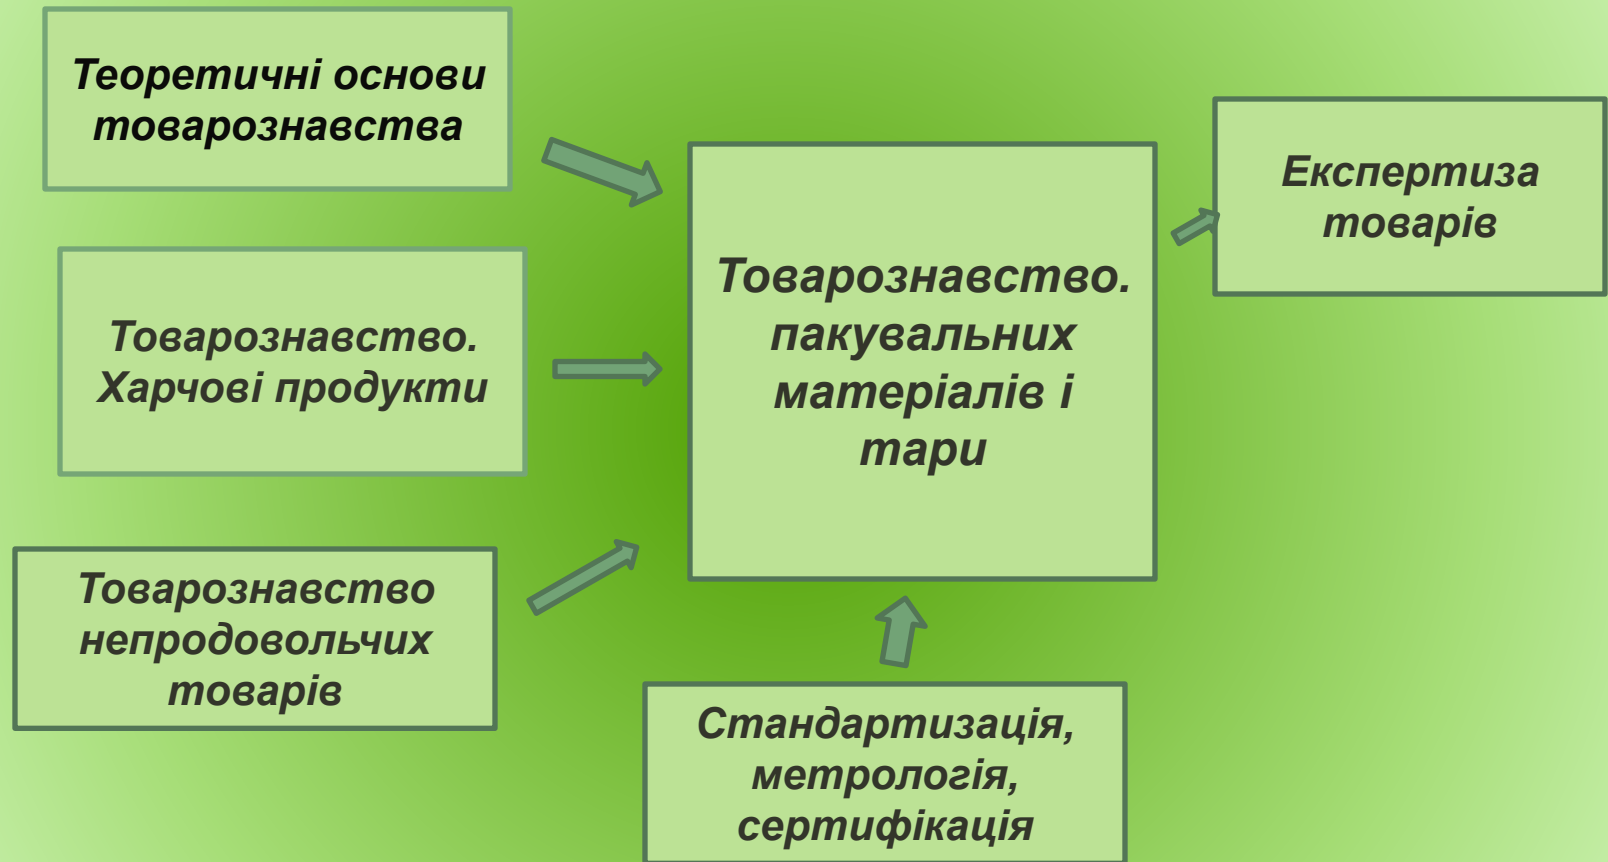 Теоретичні основи
товарознавства
Товарознавство.
Харчові продукти
Товарознавство
непродовольчих
товарів
Товарознавство.
пакувальних
матеріалів і
тари
Стандартизація,
метрологія,
сертифікація
Експертиза
товарів